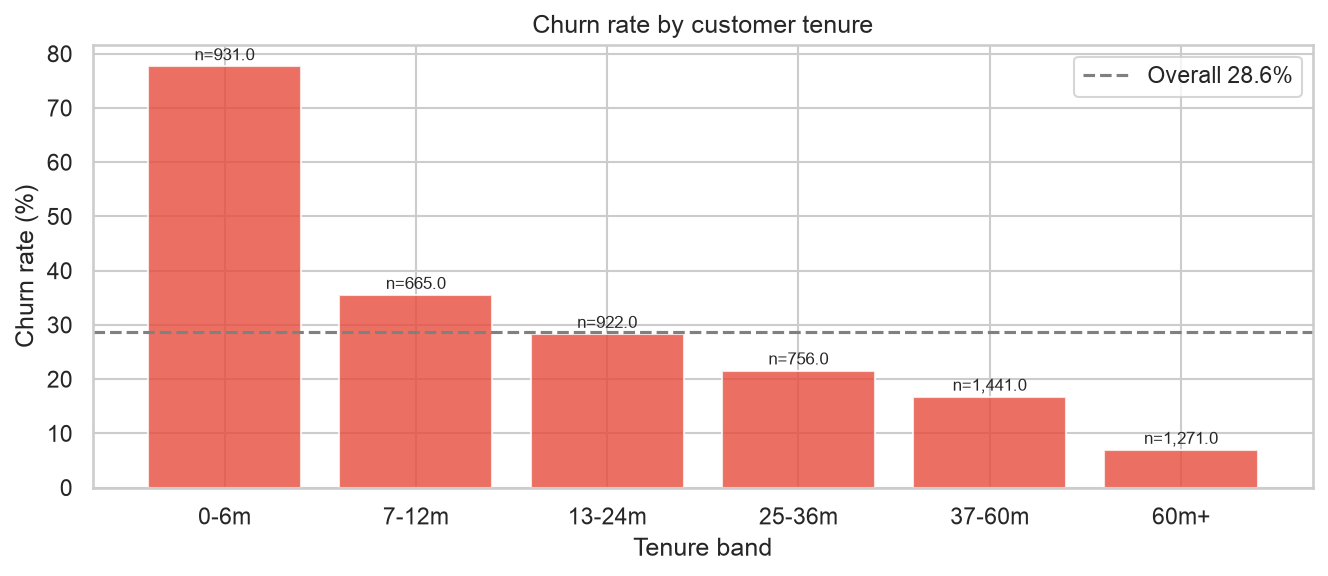 Churn rate by customer tenure
Overall 28.6%
Churn rate (%)
80
70
60
50
40
30
20
10
0
n=931.0
n=665.0
n=922.0
n=756.0
n=1,441.0
n=1,271.0
0-6m
7-12m
13-24m
25-36m
37-60m
60m+
Tenure band